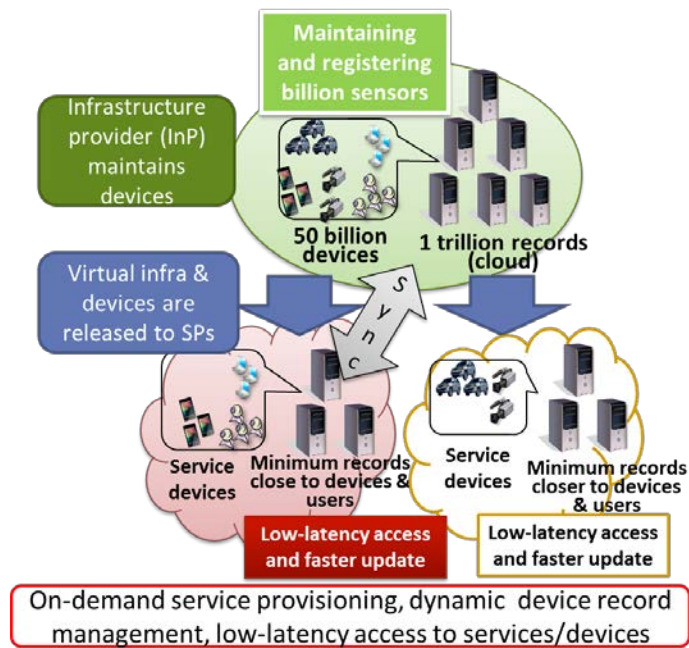 Maintaining
and registering
billion sensors
Infrastructure
provider (InP)
maintains
devices
50 billion
devices
1 trillion records
(cloud)
Virtual infra &
devices are
released to SPs
Sync
Service
devices
Minimum records
close to devices &
users
Service
devices
Minimum records
closer to devices
& users
Low-latency access
and faster update
Low-latency access
and faster update
On-demand service provisioning, dynamic device record
management, low-latency access to services/devices